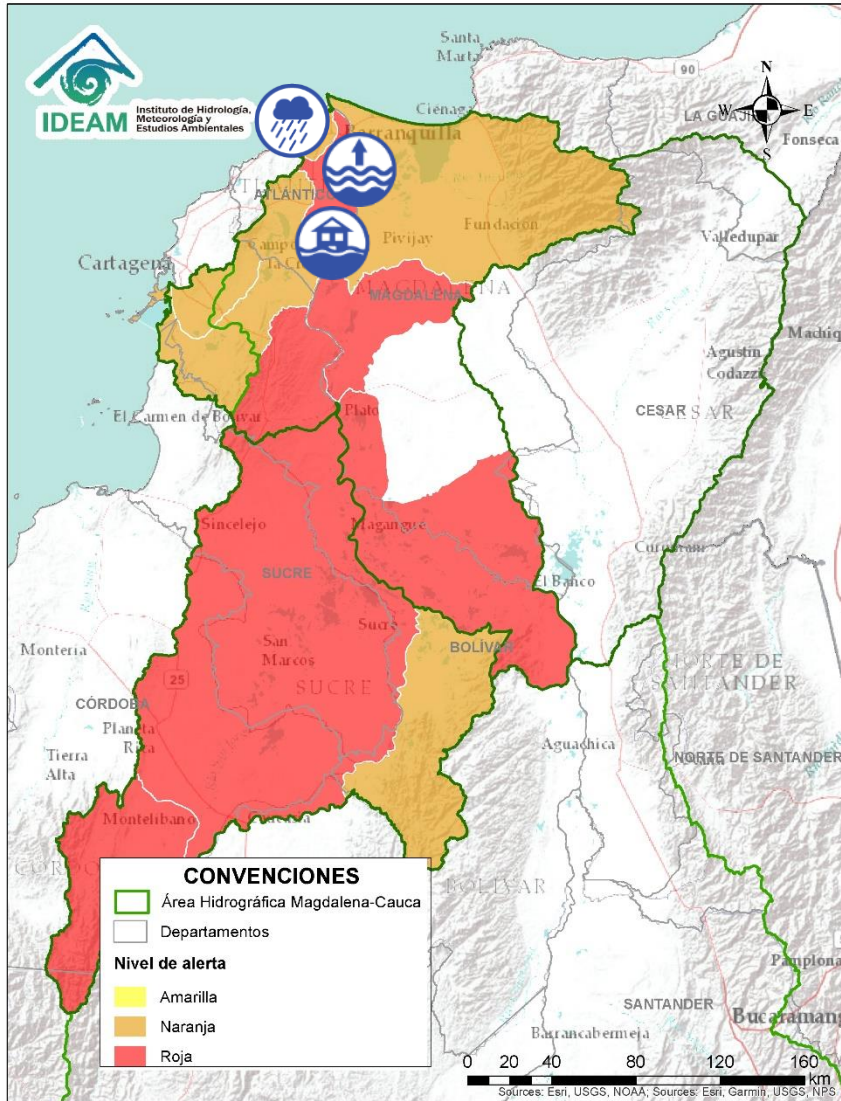 IDEAM
Instituto de Hidrología,
Meteorología y
Estudios Ambientales
Santa
Marta
90
N
W
E
S
Ciénaga
LA GUAJI
Fonseca
Barranquilla
ATLÁNTICO
Pivijay
Fundación
Valledupar
Cartagena
MAGDALENA
Agustín
Codazzi
Machiq
El Carmen de Bolívar
Plato
CESAR
CESAR
Sincelejo
Magangué
Curumaní
SUCRE
El Banco
Sucre
BOLÍVAR
Montería
San
Marcos
25
SUCRE
NORTE DE
SANTANDER
CÓRDOBA
Planeta
Rica
Aguachica
NORTE DE SANTANDER
Tierra
Alta
Montelíbano
BOLÍVAR
CONVENCIONES
Área Hidrográfica Magdalena-Cauca
Departamentos
Nivel de alerta
Amarilla
Naranja
Roja
Pamplona
SANTANDER
Bucaramang
Barrancabermeja
0 20 40 80 120 160
km
Sources: Esri, USGS, NOAA; Sources: Esri, Garmin, USGS, NPS